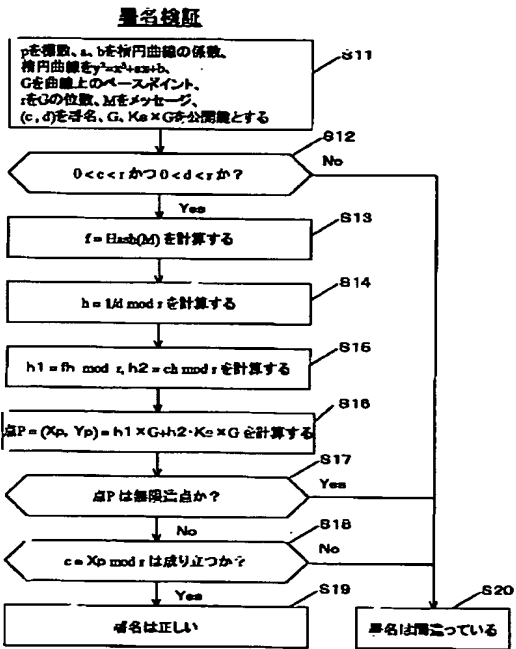 署名検証
pを標数、a、bを楕円曲線の係数、
楕円曲線をy²=x³+ax+b、
Gを曲線上のベースポイント、
rをGの位数、Mをメッセージ、
(c, d)を署名、G、Ks×Gを公開鍵とする
S11
S12
0<c<rかつ0<d<rか?
No
Yes
S13
f = Hash(M) を計算する
S14
h = 1/d mod r を計算する
S15
h1 = fh mod r, h2 = ch mod r を計算する
S16
点P = (Xp, Yp) = h1×G+h2・Ks×G を計算する
S17
点Pは無限遠点か?
Yes
No
S18
c = Xp mod r は成り立つか?
No
Yes
S19
署名は正しい
S20
署名は間違っている